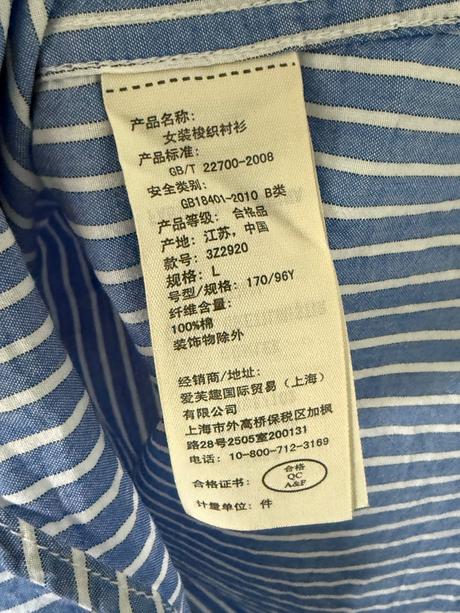 产品名称:
女装梭织衬衫
产品标准:
GB/T 22700-2008
安全类别:
GB18401-2010 B类
产品等级: 合格品
产地: 江苏, 中国
款号: 3Z2920
规格: L
号型/规格: 170/96Y
纤维含量:
100%棉
装饰物除外
经销商/地址:
爱芙趣国际贸易（上海）
有限公司
上海市外高桥保税区加枫
路28号2505室200131
电话: 10-800-712-3169
合格证书:
合格
QC
A&F
计量单位: 件